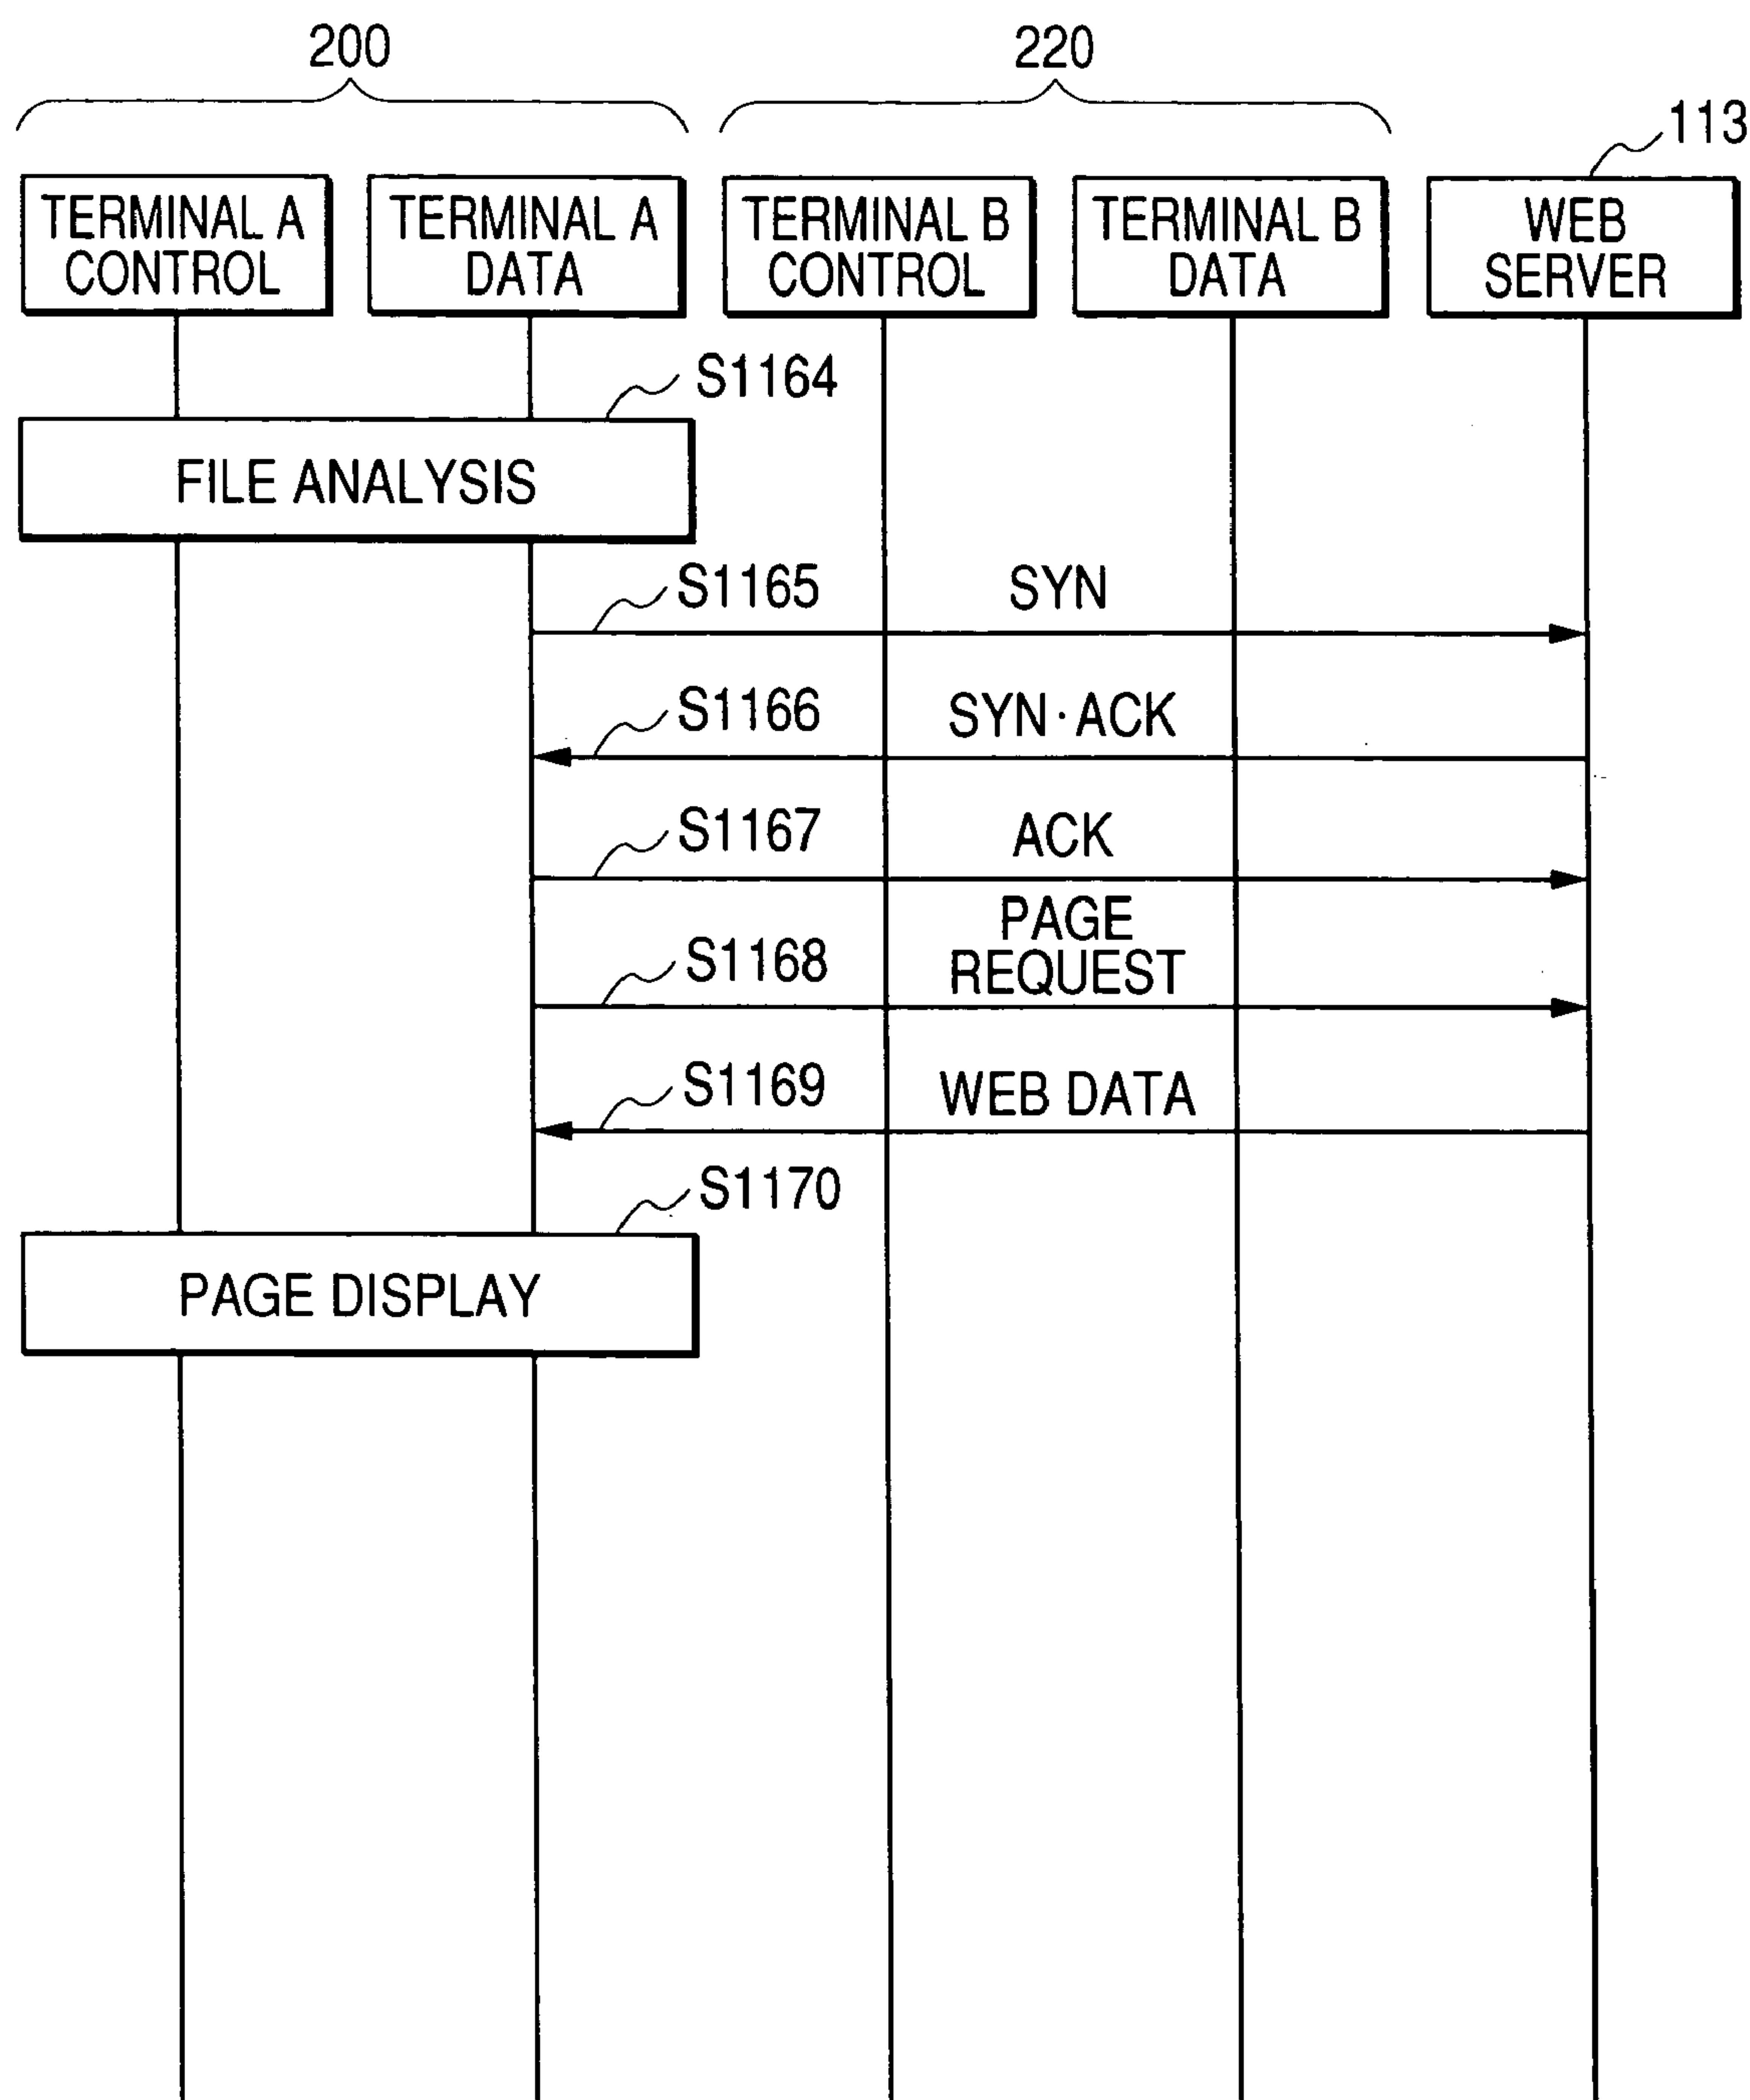 200
220
113
TERMINAL A
CONTROL
TERMINAL A
DATA
TERMINAL B
CONTROL
TERMINAL B
DATA
WEB
SERVER
S1164
FILE ANALYSIS
S1165
SYN
S1166
SYN·ACK
S1167
ACK
PAGE
REQUEST
S1168
S1169
WEB DATA
S1170
PAGE DISPLAY